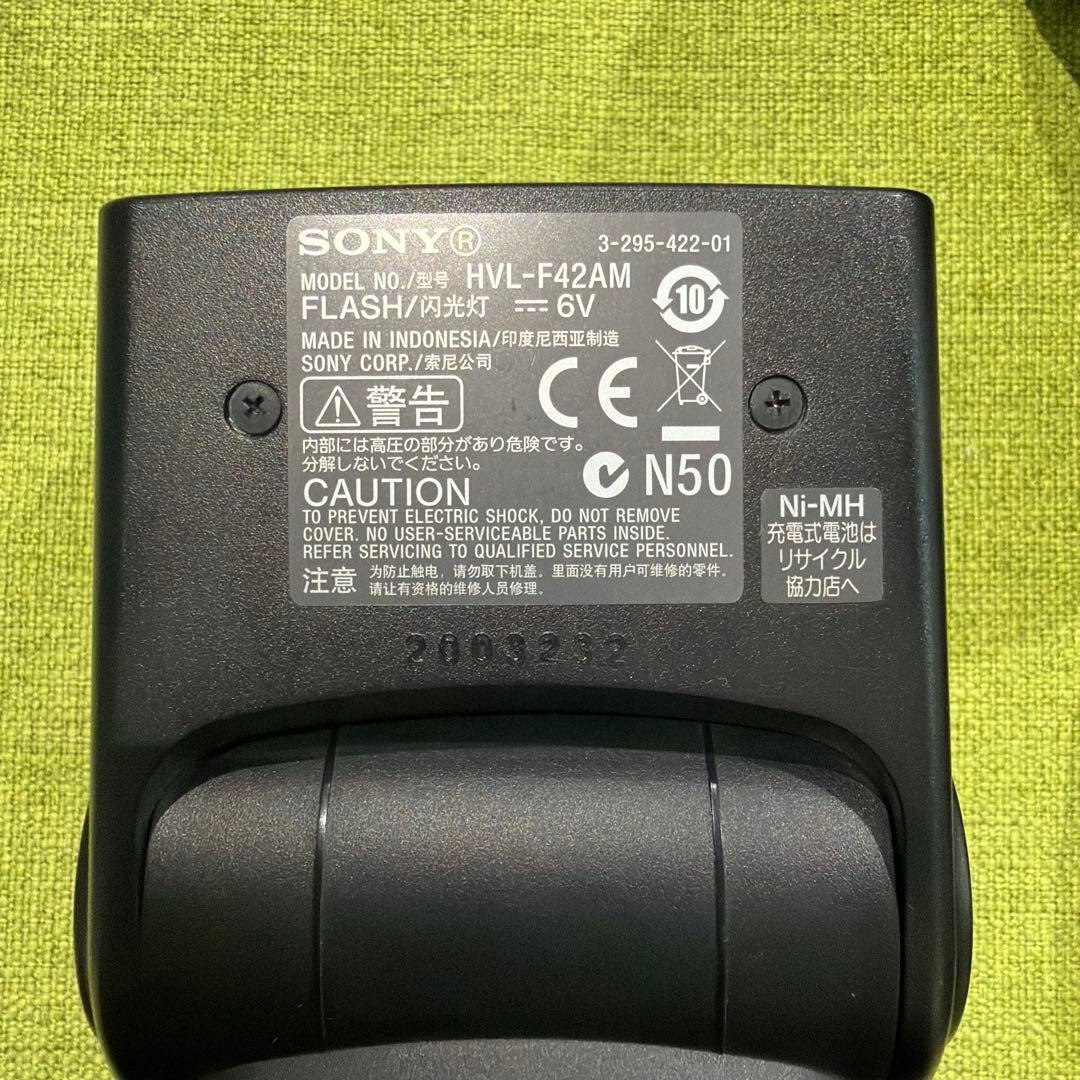 SONY®
3-295-422-01
MODEL NO./型号 HVL-F42AM
FLASH/闪光灯 ⎓ 6V
10
MADE IN INDONESIA/印度尼西亚制造
SONY CORP./索尼公司
警告
CE
内部には高圧の部分があり危険です。
分解しないでください。
N50
CAUTION
TO PREVENT ELECTRIC SHOCK, DO NOT REMOVE
COVER. NO USER-SERVICEABLE PARTS INSIDE.
REFER SERVICING TO QUALIFIED SERVICE PERSONNEL.
注意 为防止触电，请勿取下机盖。里面没有用户可维修的零件。
请让有资格的维修人员修理。
Ni-MH
充電式電池は
リサイクル
協力店へ
2003232